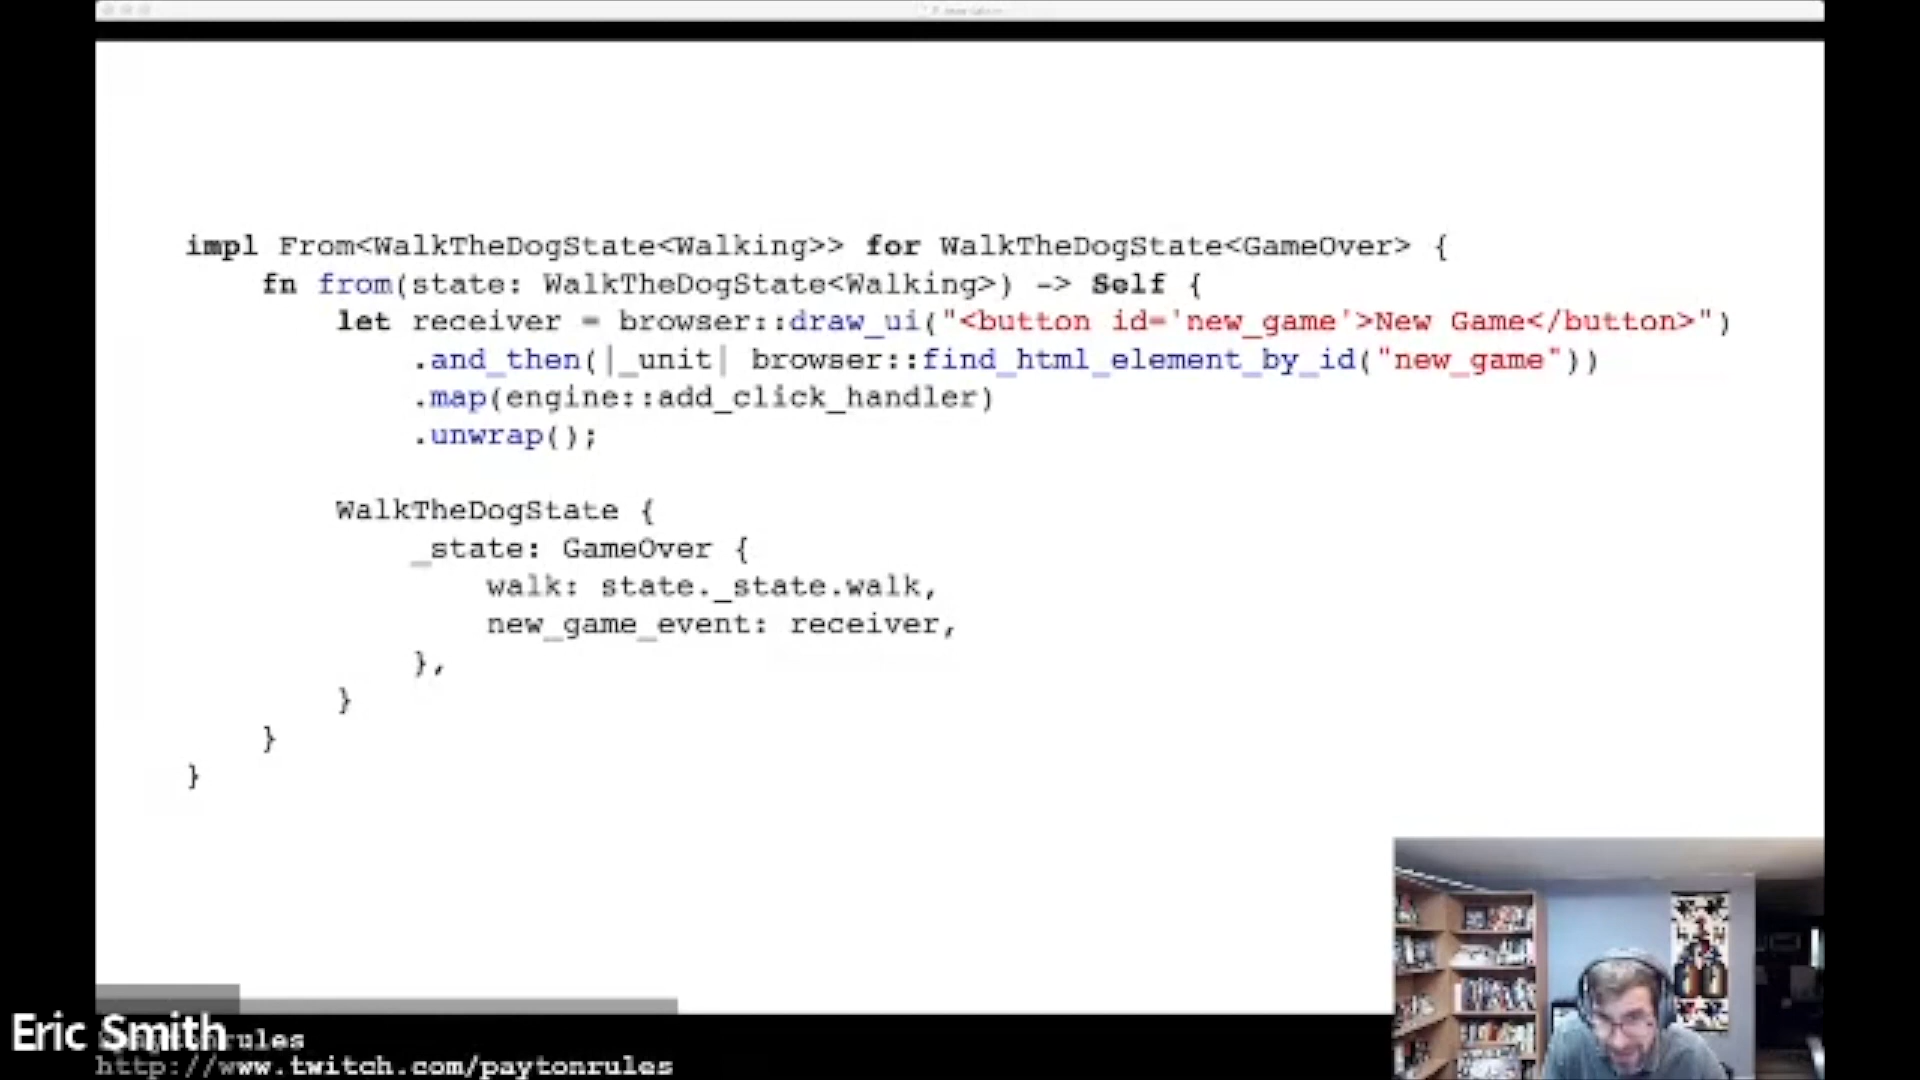 impl From<WalkTheDogState<Walking>> for WalkTheDogState<GameOver> {
    fn from(state: WalkTheDogState<Walking>) -> Self {
        let receiver = browser::draw_ui("<button id='new_game'>New Game</button>")
            .and_then(|_unit| browser::find_html_element_by_id("new_game"))
            .map(engine::add_click_handler)
            .unwrap();
        WalkTheDogState {
            _state: GameOver {
                walk: state._state.walk,
                new_game_event: receiver,
            },
        }
    }
}
Eric Smith
http://www.twitch.com/paytonrules